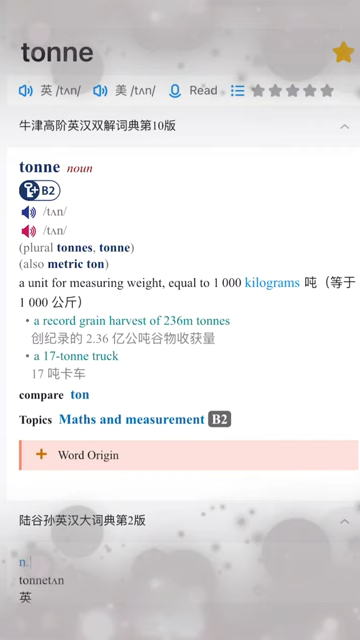 tonne
英 /tʌn/ 美 /tʌn/ Read
牛津高阶英汉双解词典第10版
tonne noun
B2
/tʌn/
/tʌn/
(plural tonnes, tonne)
(also metric ton)
a unit for measuring weight, equal to 1 000 kilograms 吨（等于
1 000 公斤）
• a record grain harvest of 236m tonnes
创纪录的 2.36 亿公吨谷物收获量
• a 17-tonne truck
17 吨卡车
compare ton
Topics Maths and measurement B2
+ Word Origin
陆谷孙英汉大词典第2版
n.|
tonnetʌn
英